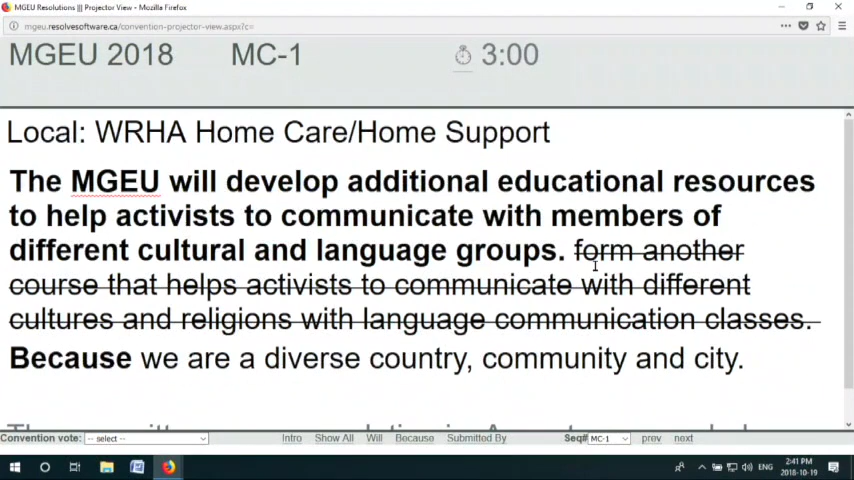 MGEU Resolutions ||| Projector View - Mozilla Firefox
mgeu.resolvesoftware.ca/convention-projector-view.aspx?c=
MGEU 2018 MC-1 3:00
Local: WRHA Home Care/Home Support
The MGEU will develop additional educational resources
to help activists to communicate with members of
different cultural and language groups. form another
course that helps activists to communicate with different
cultures and religions with language communication classes.
Because we are a diverse country, community and city.
Convention vote: -- select -- Intro Show All Will Because Submitted By Seq# MC-1 prev next
ENG 2:41 PM
2018-10-19